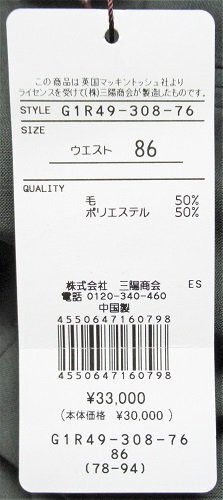 この商品は英国マッキントッシュ社より
ライセンスを受けて(株)三陽商会が製造したものです。
STYLE G1R49-308-76
SIZE
ウエスト 86
QUALITY
毛 50%
ポリエステル 50%
株式会社 三陽商会 ES
電話 0120-340-460
中国製
4550647160798
4550647160798
¥33,000
(本体価格 ¥30,000)
G1R49-308-76
86
(78-94)